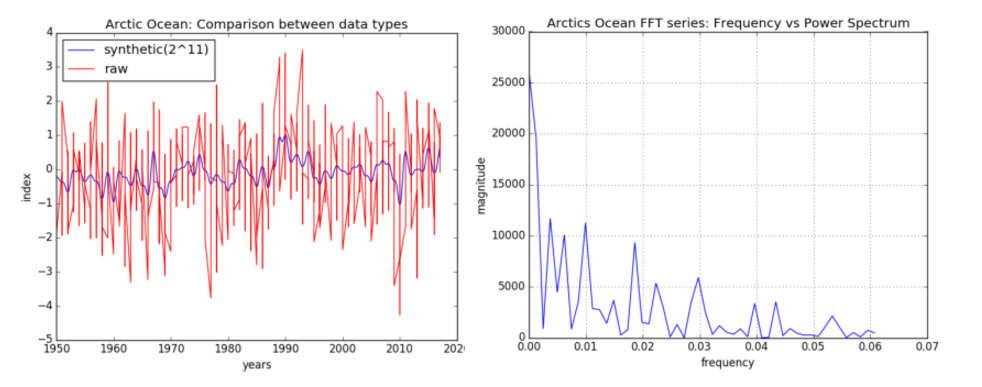 Arctic Ocean: Comparison between data types
4
3
2
1
0
−1
−2
−3
−4
−5
index
synthetic(2^11)
raw
1950 1960 1970 1980 1990 2000 2010 202
years
Arctics Ocean FFT series: Frequency vs Power Spectrum
30000
25000
20000
15000
10000
5000
0
magnitude
0.00 0.01 0.02 0.03 0.04 0.05 0.06 0.07
frequency